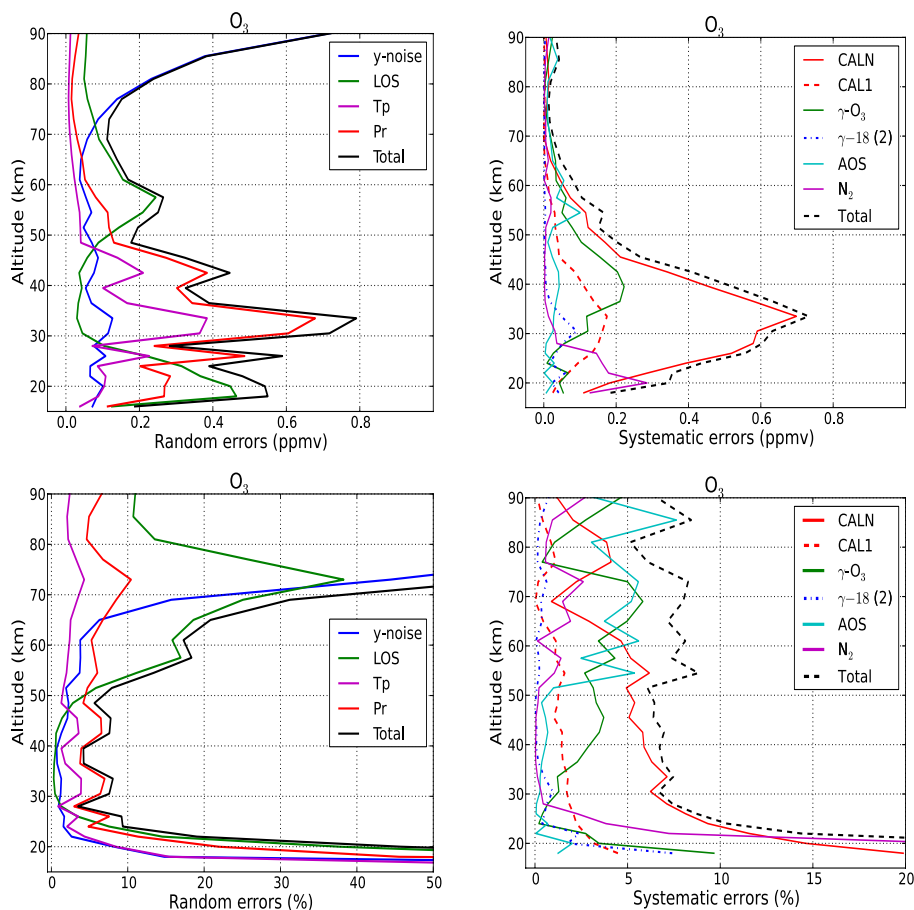 O3
90
80
70
60
50
40
30
20
Altitude (km)
y-noise
LOS
Tp
Pr
Total
0.0 0.2 0.4 0.6 0.8
Random errors (ppmv)
O3
90
80
70
60
50
40
30
20
Altitude (km)
CALN
CAL1
γ-O3
γ−18 (2)
AOS
N2
Total
0.0 0.2 0.4 0.6 0.8
Systematic errors (ppmv)
O3
90
80
70
60
50
40
30
20
Altitude (km)
y-noise
LOS
Tp
Pr
Total
0 10 20 30 40 50
Random errors (%)
O3
90
80
70
60
50
40
30
20
Altitude (km)
CALN
CAL1
γ-O3
γ−18 (2)
AOS
N2
Total
0 5 10 15 20
Systematic errors (%)